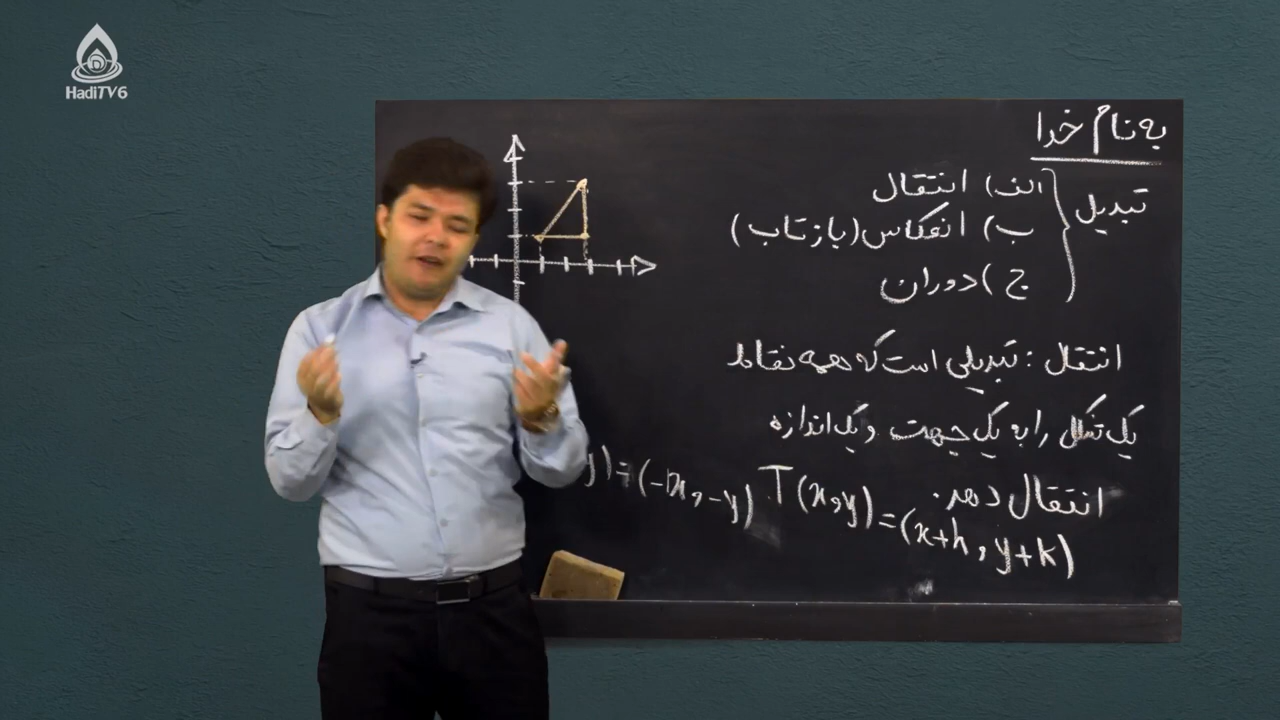 HadiTV6
به نام خدا
تبدیل
الف) انتقال
ب) انعکاس (بازتاب)
ج) دوران
انتقال : تبدیلی است که همه نقاط
یک شکل را به یک جهت و یک اندازه
انتقال دهد.
T(x,y)=(x+h, y+k)
y)=(-x, -y)